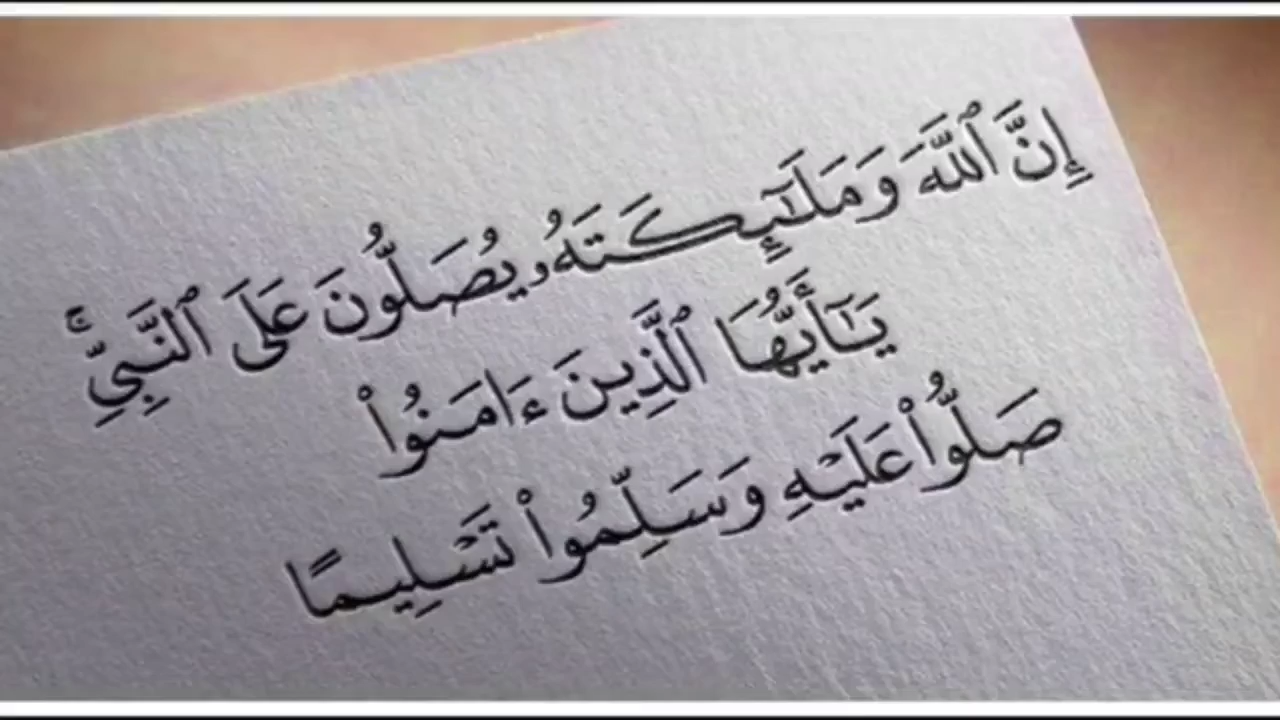 إِنَّ ٱللَّهَ وَمَلَـٰٓئِكَتَهُۥ يُصَلُّونَ عَلَى ٱلنَّبِىِّ ۚ
يَـٰٓأَيُّهَا ٱلَّذِينَ ءَامَنُوا۟
صَلُّوا۟ عَلَيْهِ وَسَلِّمُوا۟ تَسْلِيمًا